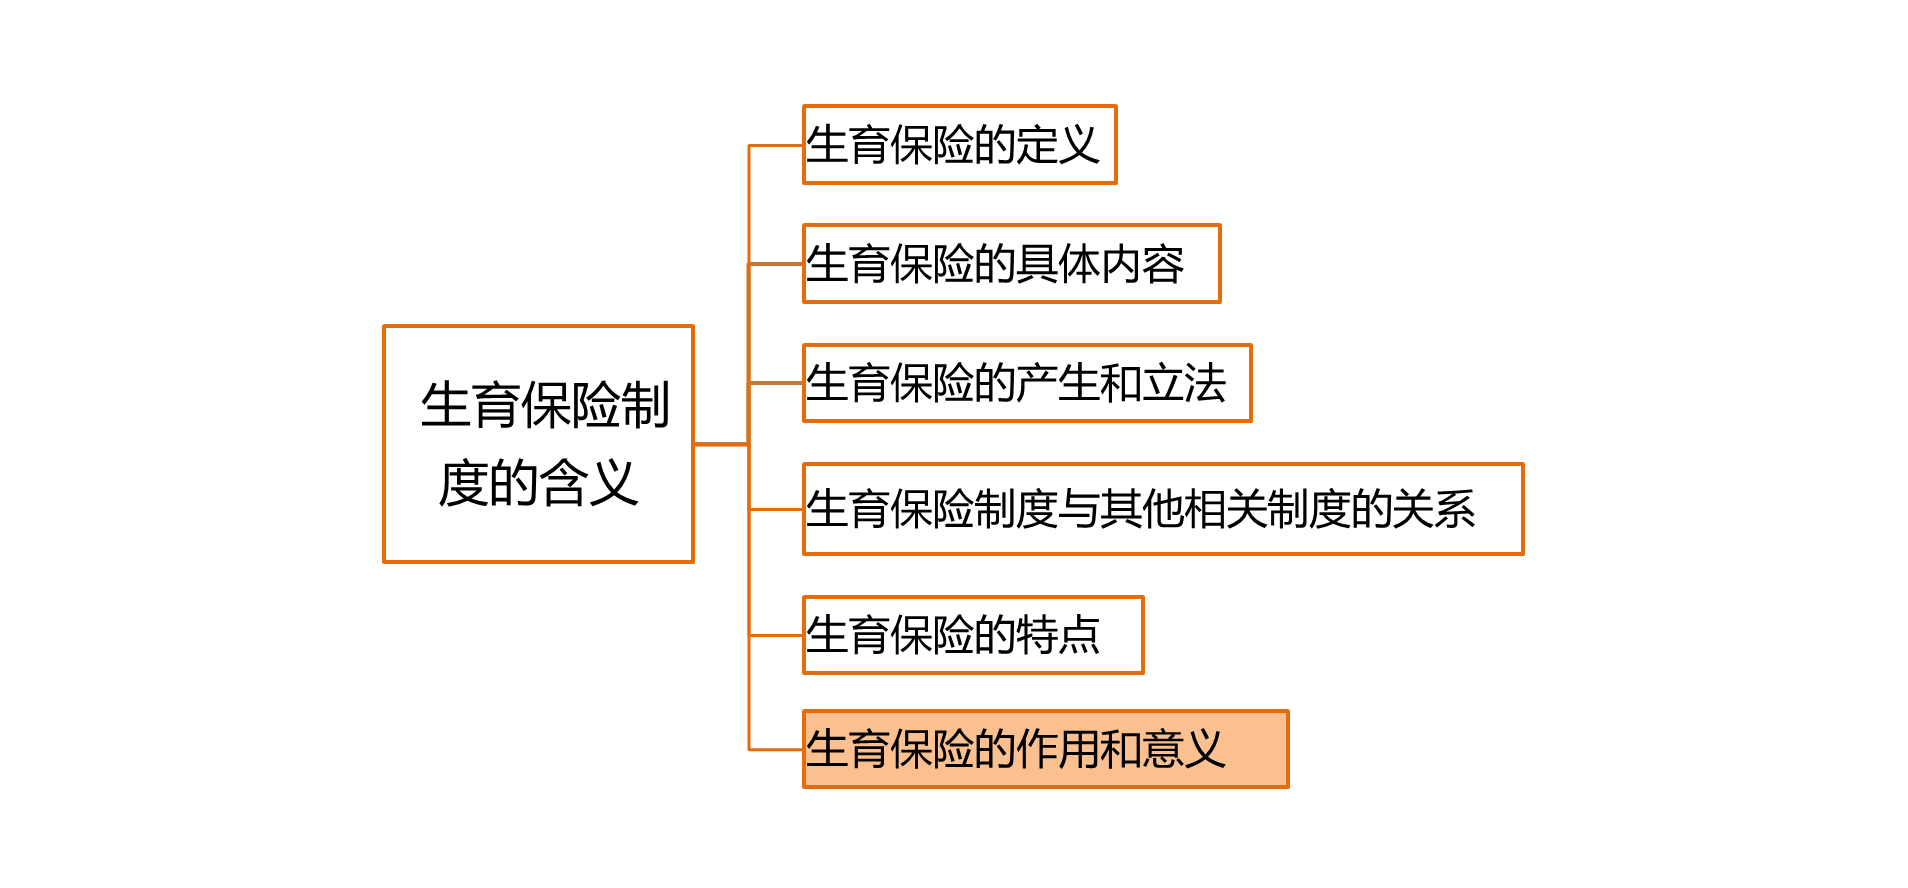 生育保险制
度的含义
生育保险的定义
生育保险的具体内容
生育保险的产生和立法
生育保险制度与其他相关制度的关系
生育保险的特点
生育保险的作用和意义